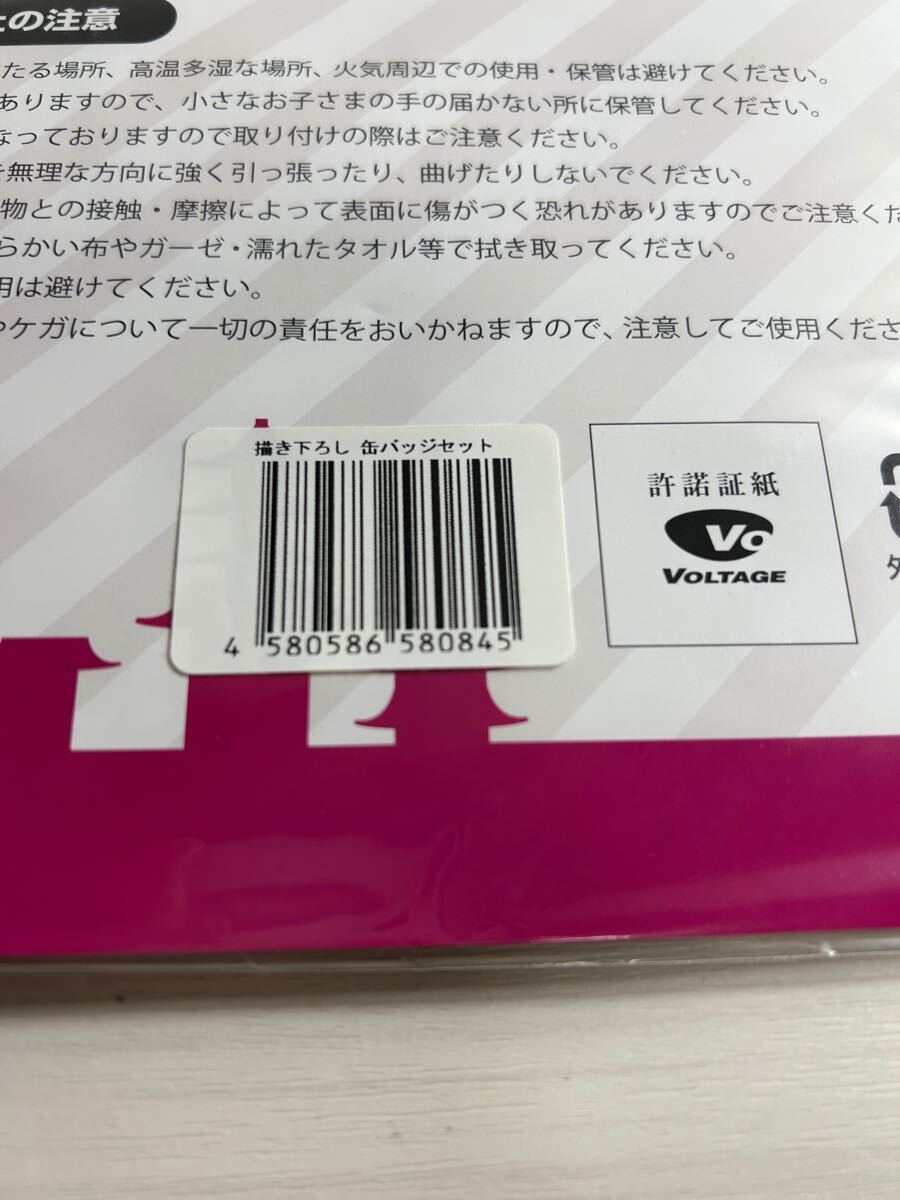 上の注意
たる場所、高温多湿な場所、火気周辺での使用・保管は避けてください。
ありますので、小さなお子さまの手の届かない所に保管してください。
なっておりますので取り付けの際はご注意ください。
を無理な方向に強く引っ張ったり、曲げたりしないでください。
物との接触・摩擦によって表面に傷がつく恐れがありますのでご注意くだ
らかい布やガーゼ・濡れたタオル等で拭き取ってください。
用は避けてください。
やケガについて一切の責任をおいかねますので、注意してご使用くださ
描き下ろし 缶バッジセット
4 580586 580845
許諾証紙
Vo
VOLTAGE